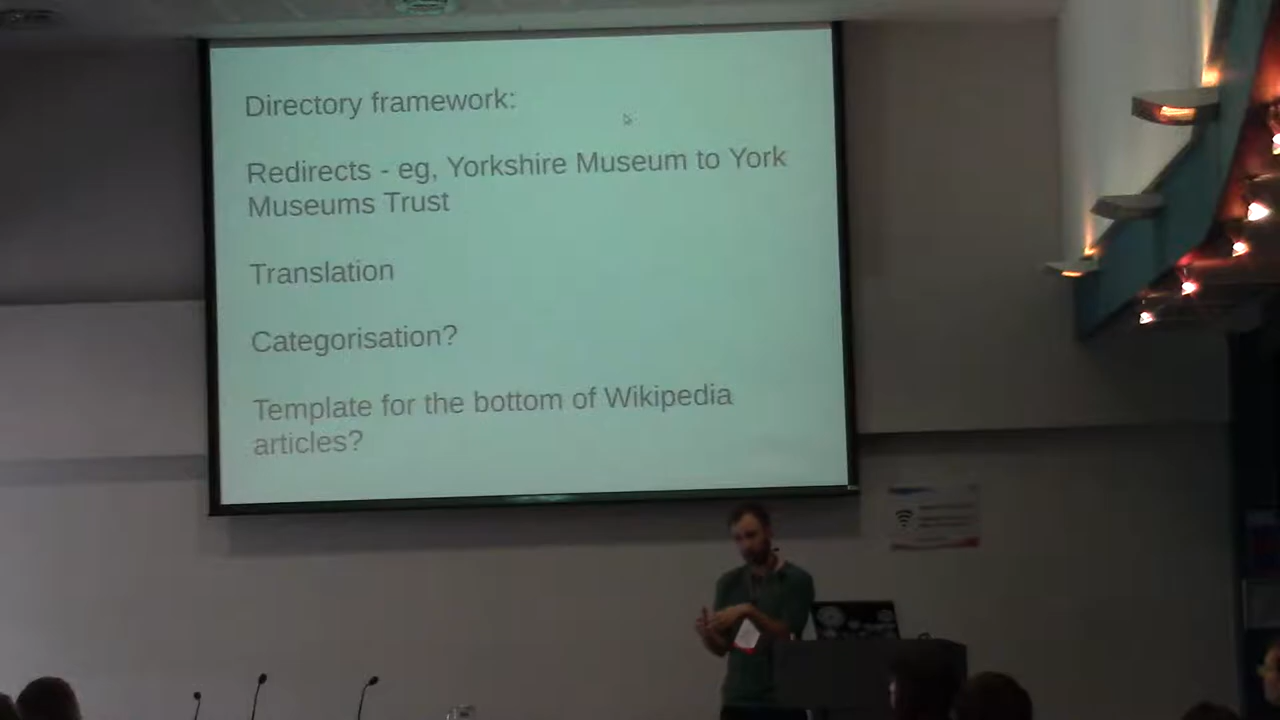 Directory framework:
Redirects - eg, Yorkshire Museum to York
Museums Trust
Translation
Categorisation?
Template for the bottom of Wikipedia
articles?